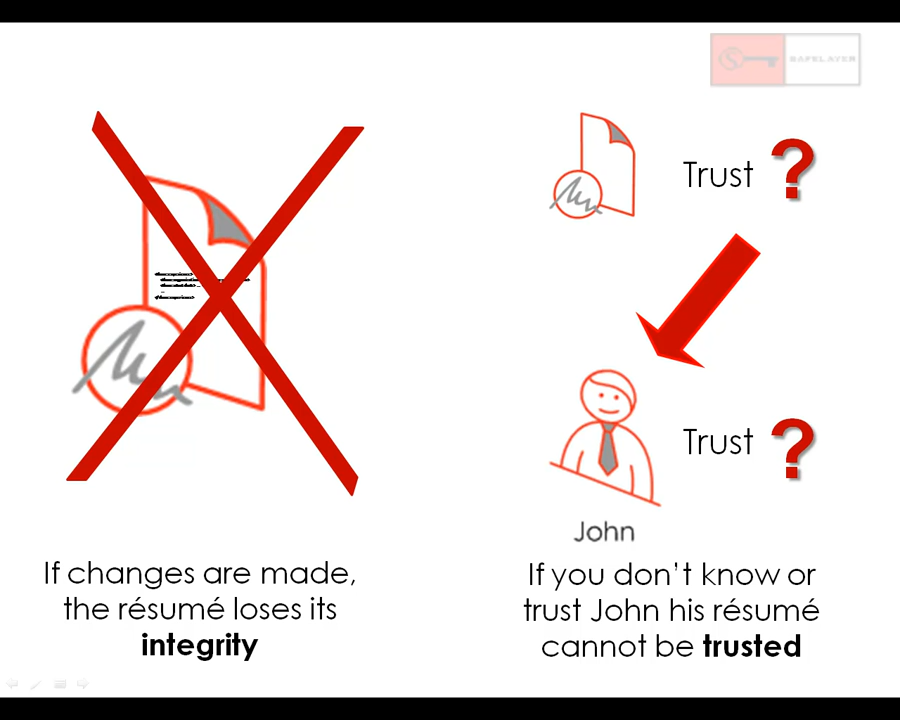 SAFELAYER
Trust ?
Trust ?
John
If changes are made,
the résumé loses its
integrity
If you don't know or
trust John his résumé
cannot be trusted